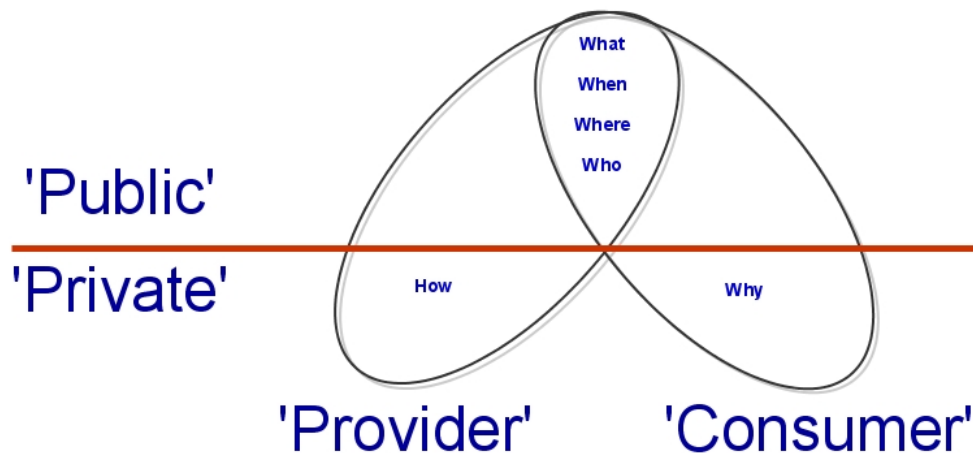 What
When
Where
Who
'Public'
'Private'
How
Why
'Provider'
'Consumer'